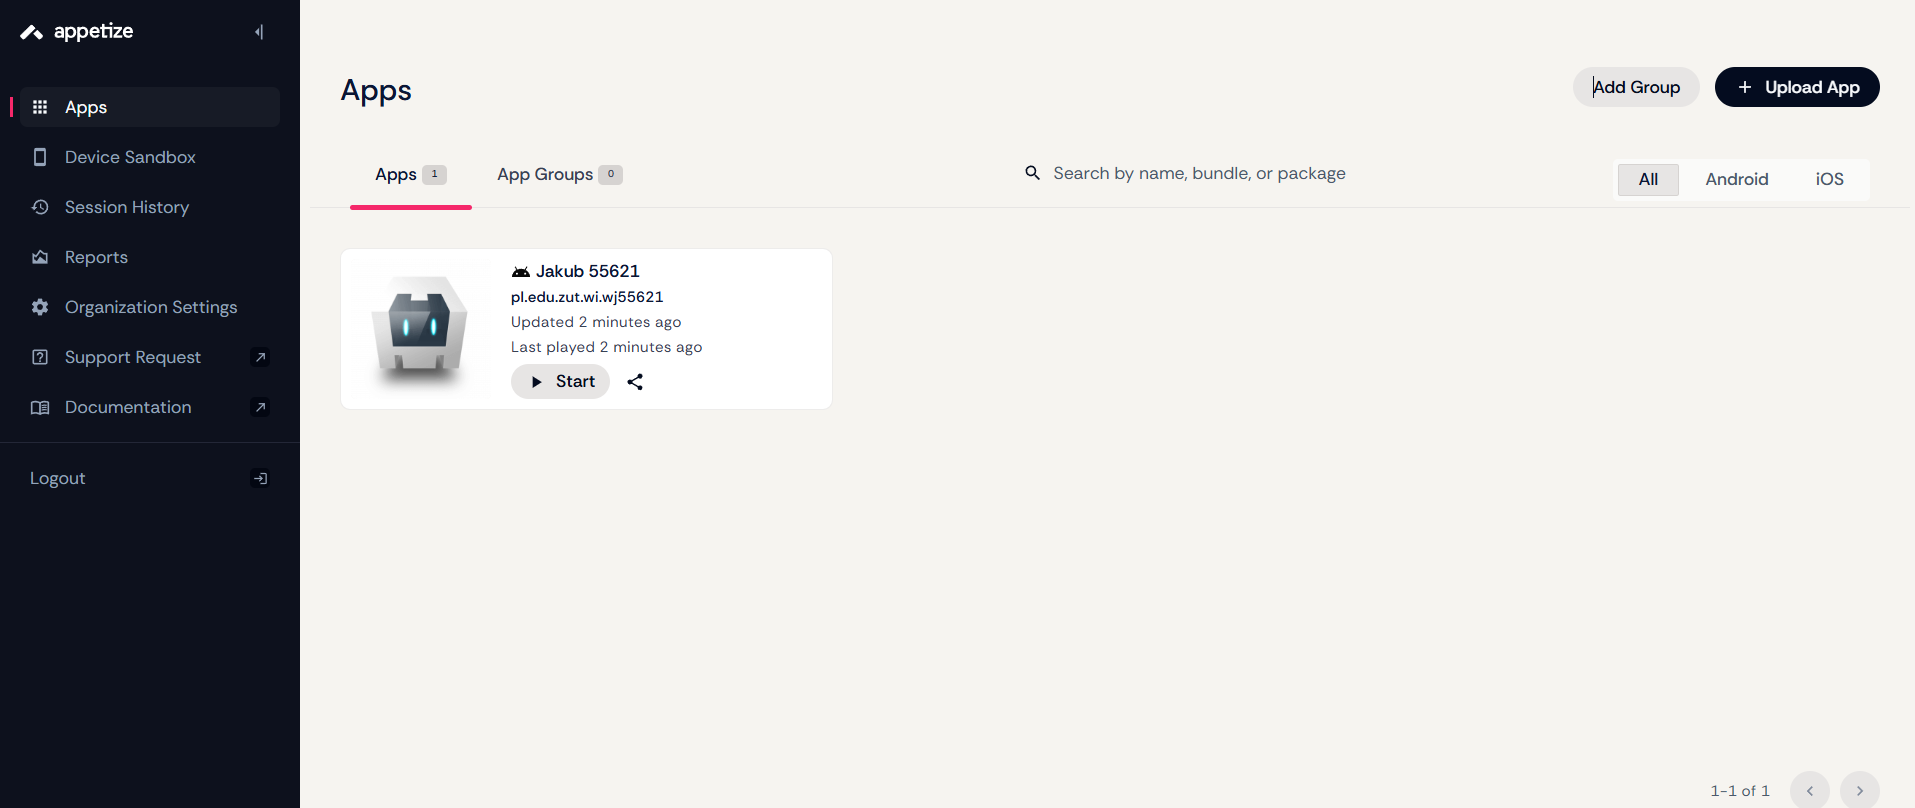 appetize
Apps
Device Sandbox
Session History
Reports
Organization Settings
Support Request
Documentation
Logout
Apps
Add Group
+ Upload App
Apps 1
App Groups 0
Search by name, bundle, or package
All
Android
iOS
Jakub 55621
pl.edu.zut.wi.wj55621
Updated 2 minutes ago
Last played 2 minutes ago
Start
1-1 of 1